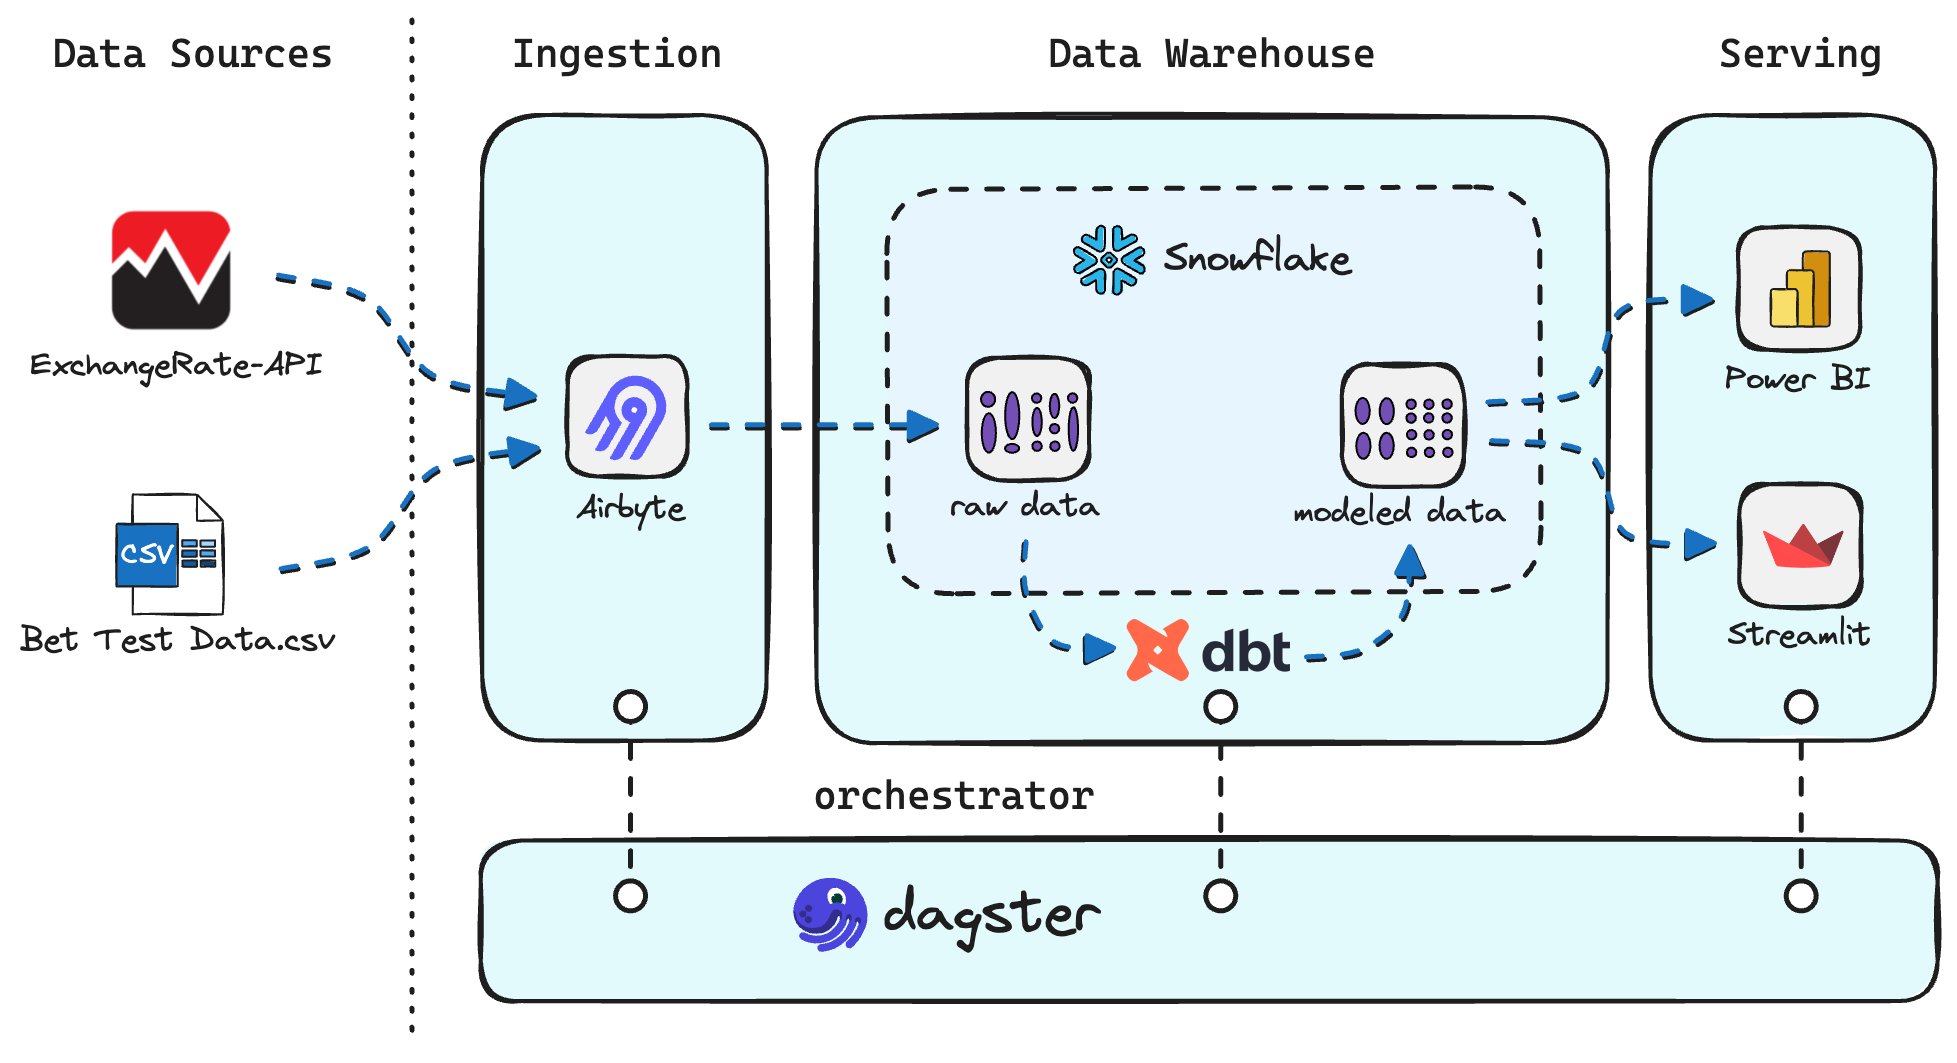 Data Sources
Ingestion
Data Warehouse
Serving
Snowflake
ExchangeRate-API
Power BI
Airbyte
raw data
modeled data
CSV
Bet Test Data.csv
dbt
Streamlit
orchestrator
dagster